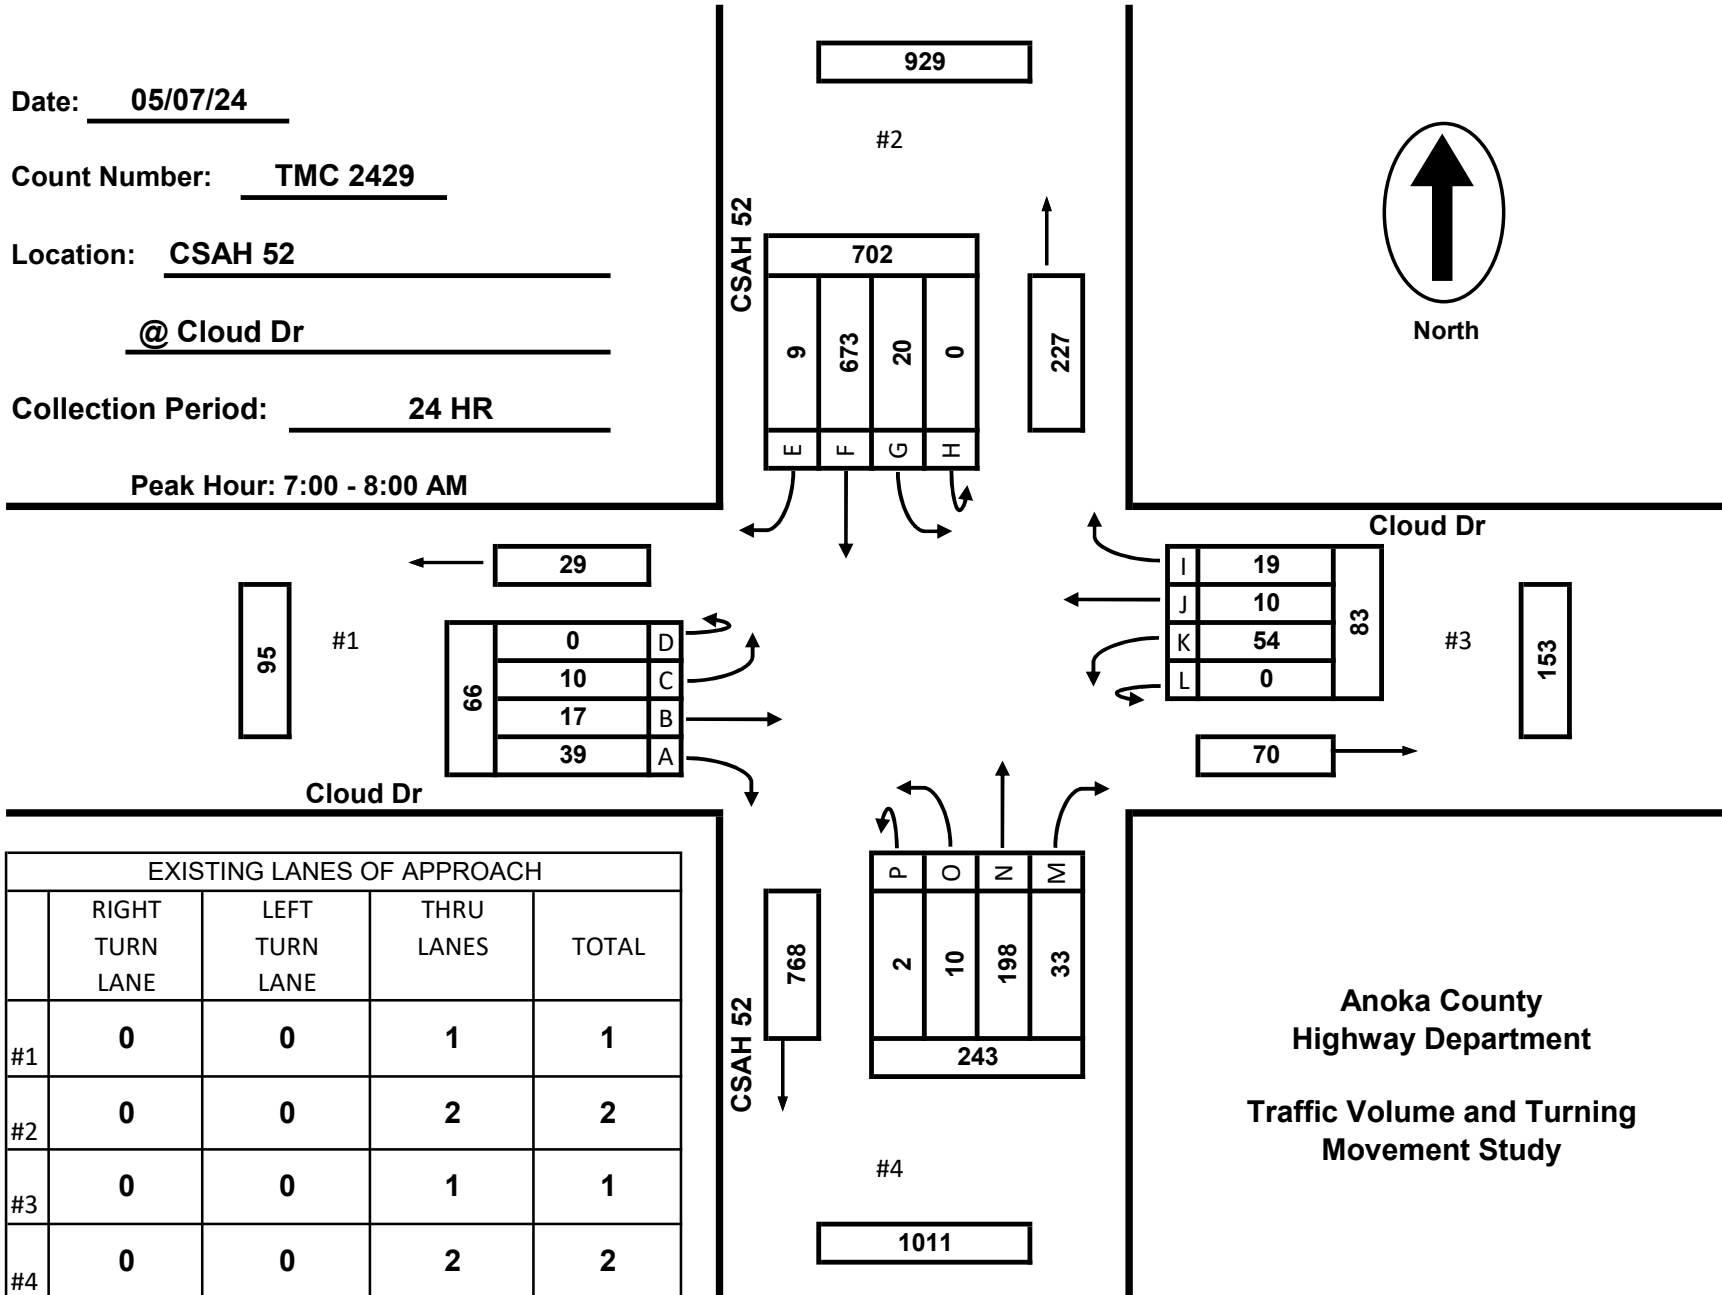 Date: 05/07/24
Count Number: TMC 2429
Location: CSAH 52
@ Cloud Dr
Collection Period: 24 HR
Peak Hour: 7:00 - 8:00 AM
929
#2
CSAH 52
702
9 673 20 0
E F G H
227
North
Cloud Dr
29
95
#1
66
0 D
10 C
17 B
39 A
Cloud Dr
I 19
J 10
K 54
L 0
83
#3
153
70
P O N M
2 10 198 33
243
768
CSAH 52
#4
1011
EXISTING LANES OF APPROACH
RIGHT TURN LANE
LEFT TURN LANE
THRU LANES
TOTAL
#1 0 0 1 1
#2 0 0 2 2
#3 0 0 1 1
#4 0 0 2 2
Anoka County
Highway Department
Traffic Volume and Turning
Movement Study